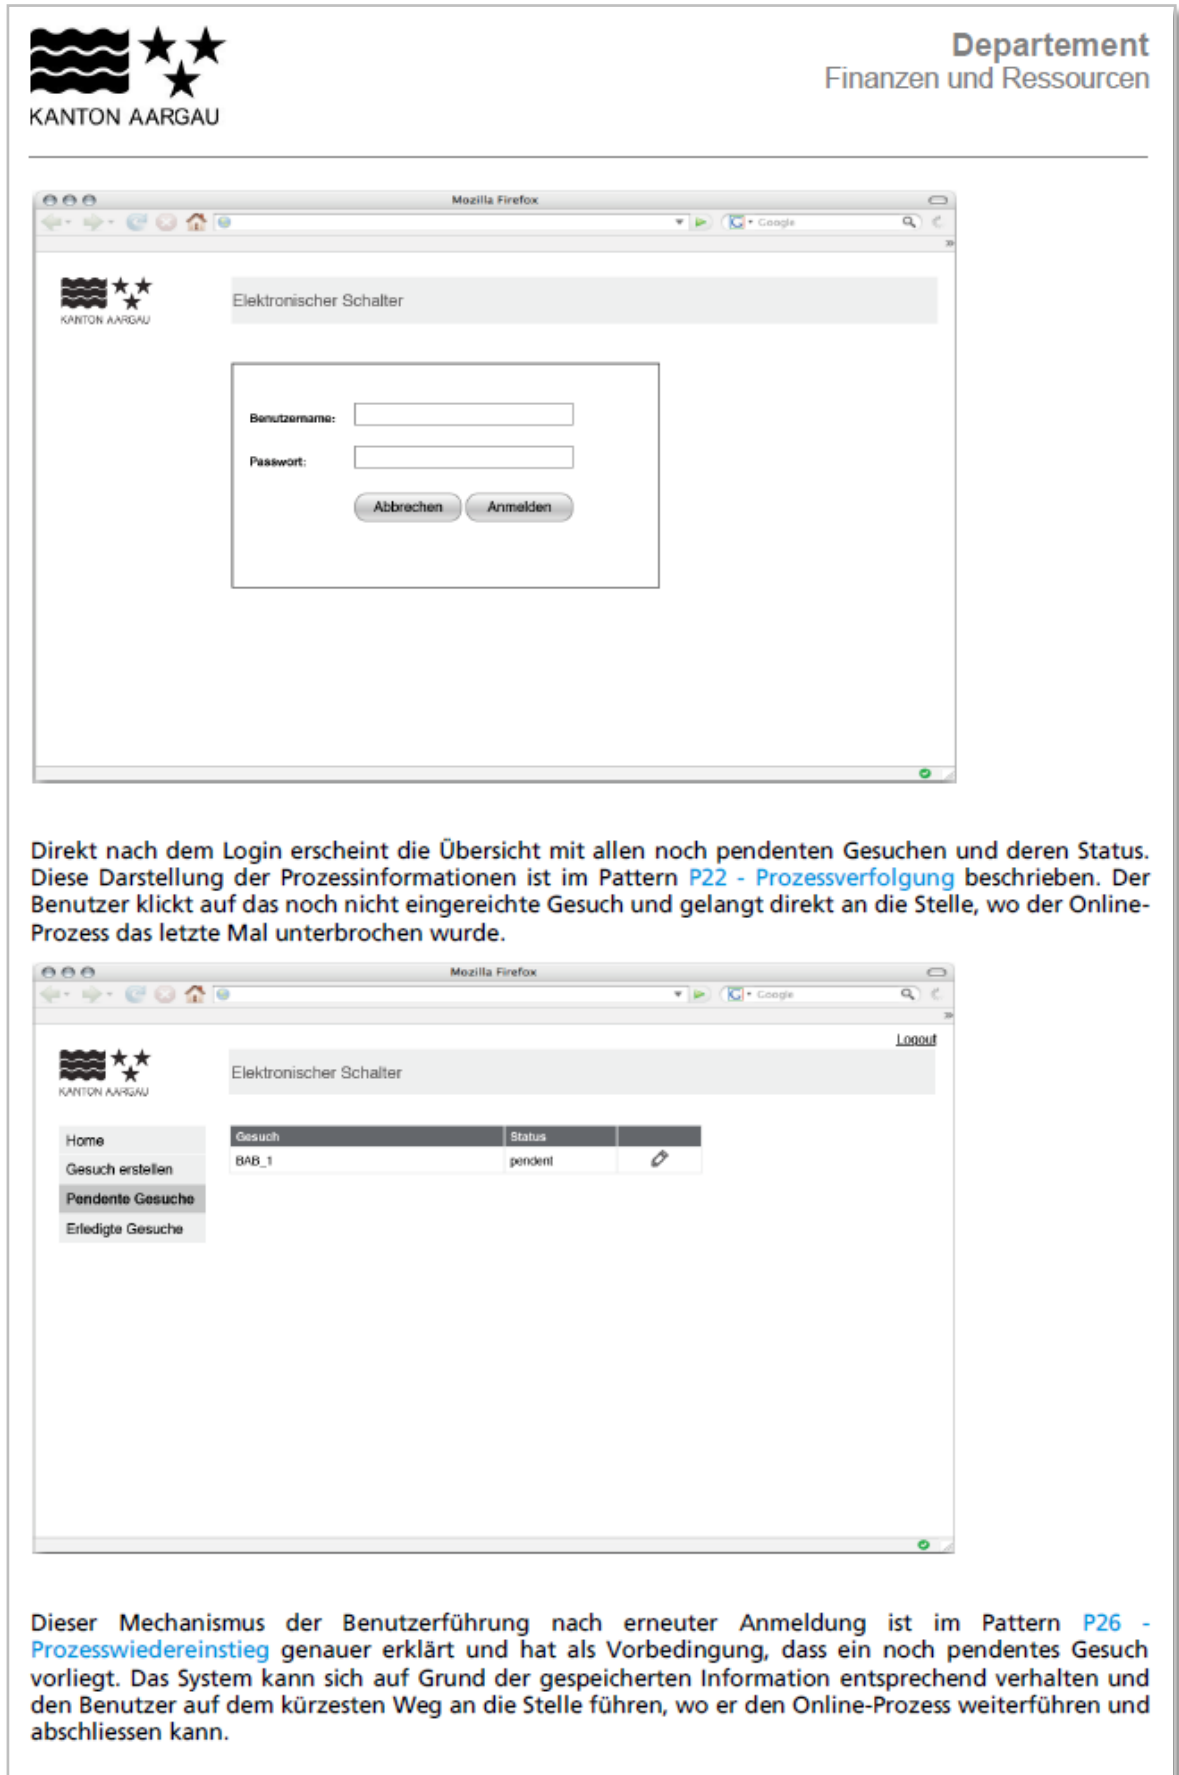 KANTON AARGAU
Departement
Finanzen und Ressourcen
Mozilla Firefox
Google
KANTON AARGAU
Elektronischer Schalter
Benutzername:
Passwort:
Abbrechen Anmelden
Direkt nach dem Login erscheint die Übersicht mit allen noch pendenten Gesuchen und deren Status.
Diese Darstellung der Prozessinformationen ist im Pattern P22 - Prozessverfolgung beschrieben. Der
Benutzer klickt auf das noch nicht eingereichte Gesuch und gelangt direkt an die Stelle, wo der Online-
Prozess das letzte Mal unterbrochen wurde.
Mozilla Firefox
Google
Logout
KANTON AARGAU
Elektronischer Schalter
Home
Gesuch erstellen
Pendente Gesuche
Erledigte Gesuche
Gesuch Status
BAB_1 pendent
Dieser Mechanismus der Benutzerführung nach erneuter Anmeldung ist im Pattern P26 -
Prozesswiedereinstieg genauer erklärt und hat als Vorbedingung, dass ein noch pendentes Gesuch
vorliegt. Das System kann sich auf Grund der gespeicherten Information entsprechend verhalten und
den Benutzer auf dem kürzesten Weg an die Stelle führen, wo er den Online-Prozess weiterführen und
abschliessen kann.